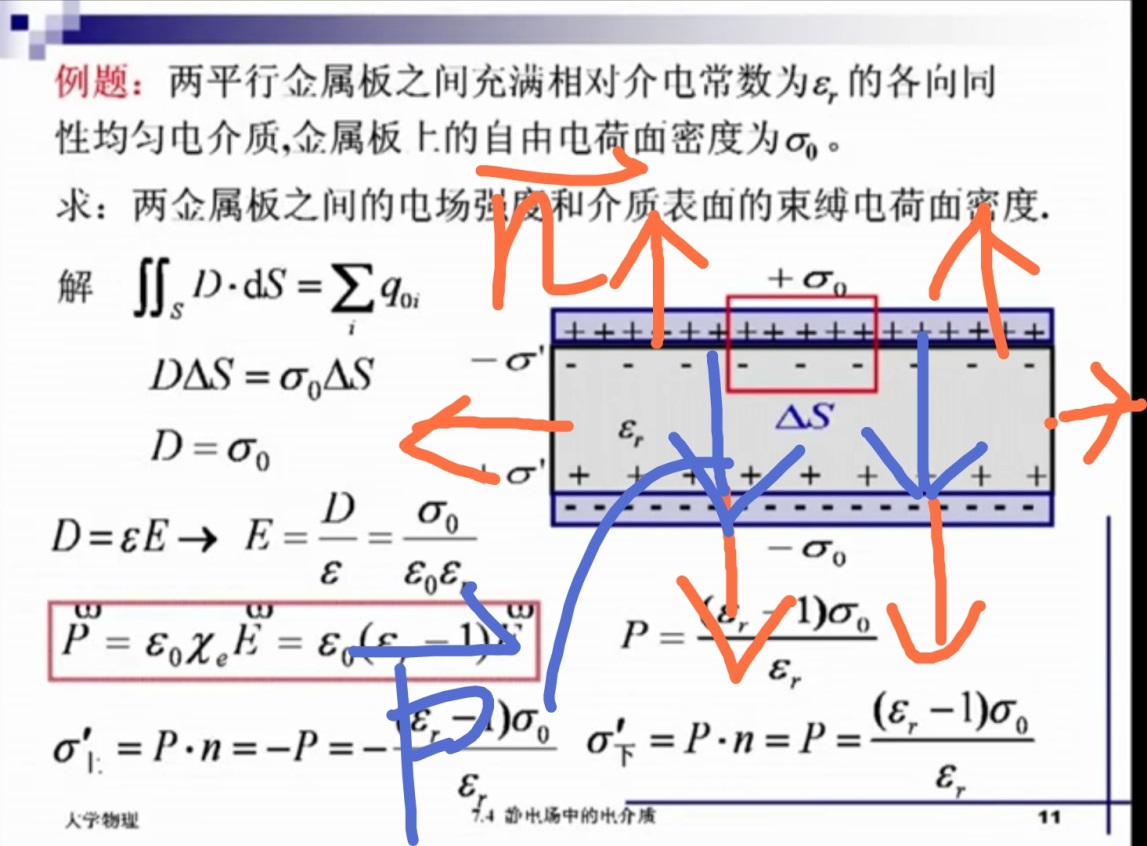 例题：两平行金属板之间充满相对介电常数为εr 的各向同
性均匀电介质,金属板上的自由电荷面密度为σ0 。
求：两金属板之间的电场强度和介质表面的束缚电荷面密度.
n
解 ∬S D·dS = ∑i q0i
+σ0
+ + + + + + + + + + + + + + + + +
DΔS = σ0ΔS
−σ'
- - - - - - - - -
ΔS
εr
D = σ0
+σ'
+ + + + + + + + +
- - - - - - - - - - - - - - - - -
−σ0
D=εE→ E = D/ε = σ0/ε0εr
P = ε0χeE = ε0(εr −1)E
P = (εr −1)σ0/εr
P
σ'上 = P·n = −P = −(εr −1)σ0/εr
σ'下 = P·n = P = (εr −1)σ0/εr
大学物理
7.4 静电场中的电介质
11